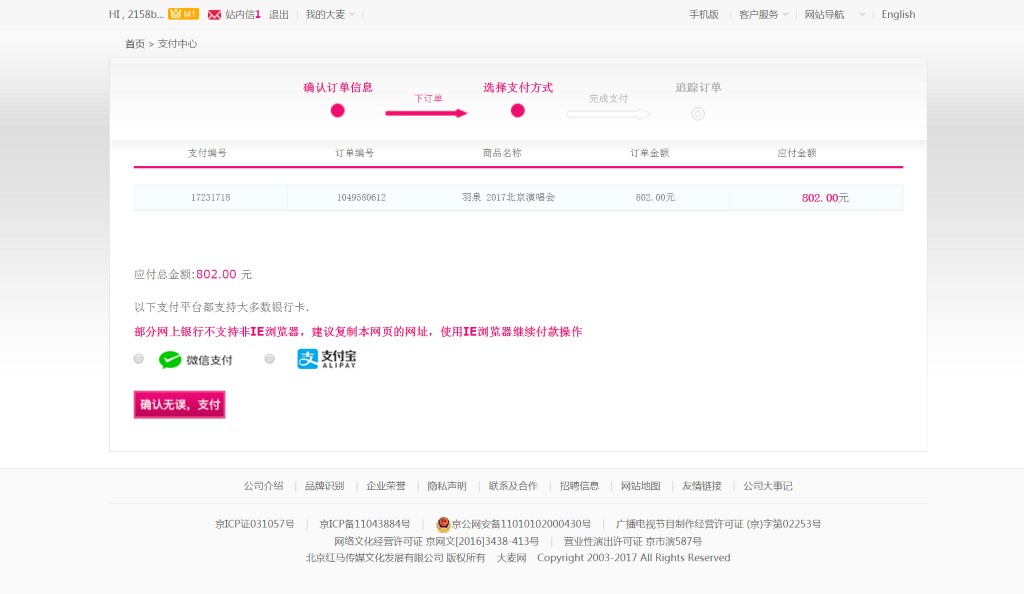 HI , 2158b... M1 站内信1 退出 我的大麦 手机版 客户服务 网站导航 English
首页 > 支付中心
确认订单信息 下订单 选择支付方式 完成支付 追踪订单
支付编号 订单编号 商品名称 订单金额 应付金额
17231718 1049580612 羽泉 2017北京演唱会 802.00元 802.00元
应付总金额:802.00 元
以下支付平台都支持大多数银行卡.
部分网上银行不支持非IE浏览器，建议复制本网页的网址，使用IE浏览器继续付款操作
微信支付 支付宝 ALIPAY
确认无误，支付
公司介绍 | 品牌识别 | 企业荣誉 | 隐私声明 | 联系及合作 | 招聘信息 | 网站地图 | 友情链接 | 公司大事记
京ICP证031057号 | 京ICP备11043884号 | 京公网安备11010102000430号 | 广播电视节目制作经营许可证 (京)字第02253号
网络文化经营许可证 京网文[2016]3438-413号 | 营业性演出许可证 京市演587号
北京红马传媒文化发展有限公司 版权所有 大麦网 Copyright 2003-2017 All Rights Reserved